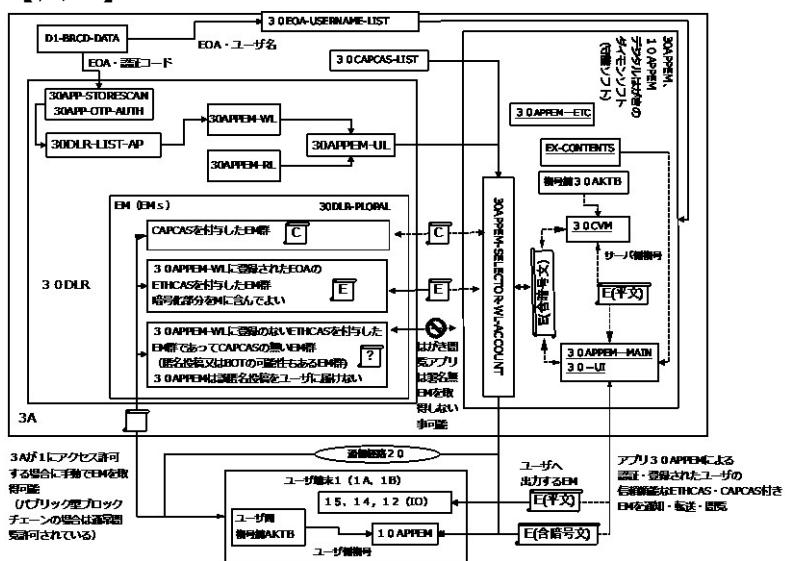 ３０EOA-USERNAME-LIST
D1-BRCD-DATA
EOA・ユーザ名
EOA・認証コード
３０CAPCAS-LIST
30APPEM、
１０APPEM
デジタルはがき的
ダイモンソフト
30APP-STORESCAN
30APP-OTP-AUTH
30DLR-LIST-AP
30APPEM-WL
30APPEM-RL
30APPEM-UL
３０APPEM－ETC
EX-CONTENTS
復号鍵３０AKTB
３０CVM
サーバ側復号
E(平文)
E(含暗号文)
３０APPEM－MAIN
３０－UI
30APPEM-SELECTOR-WL-ACCOUNT
３０DLR
EM（EMs）
30DLR-PLOPAL
CAPCASを付与したEM群
C
C
３０APPEM-WLに登録されたEOAの
ETHCASを付与したEM群
暗号化部分をMに含んでよい
E
E
３０APPEM-WLに登録のないETHCASを付与した
EM群であってCAPCASの無いEM群
（匿名投稿又はBOTの可能性もあるEM群）
３０APPEMは該匿名投稿をユーザに届けない
?
はがき閲
覧アプリ
は署名無
EMを取
得しない
事可能
３A
３Aが１にアクセス許可
する場合に手動でEMを取
得可能
（パブリック型ブロック
チェーンの場合は通常閲
覧許可されている）
通信経路２０
ユーザ端末１（１A、１B）
１５、１４、１２（IO）
ユーザ側
復号鍵AKTB
１０APPEM
ユーザ側復号
ユーザへ
出力するEM
E(平文)
E(含暗号文)
アプリ３０APPEMによる
認証・登録されたユーザの
信頼可能なETHCAS・CAPCAS付き
EMを通知・転送・閲覧